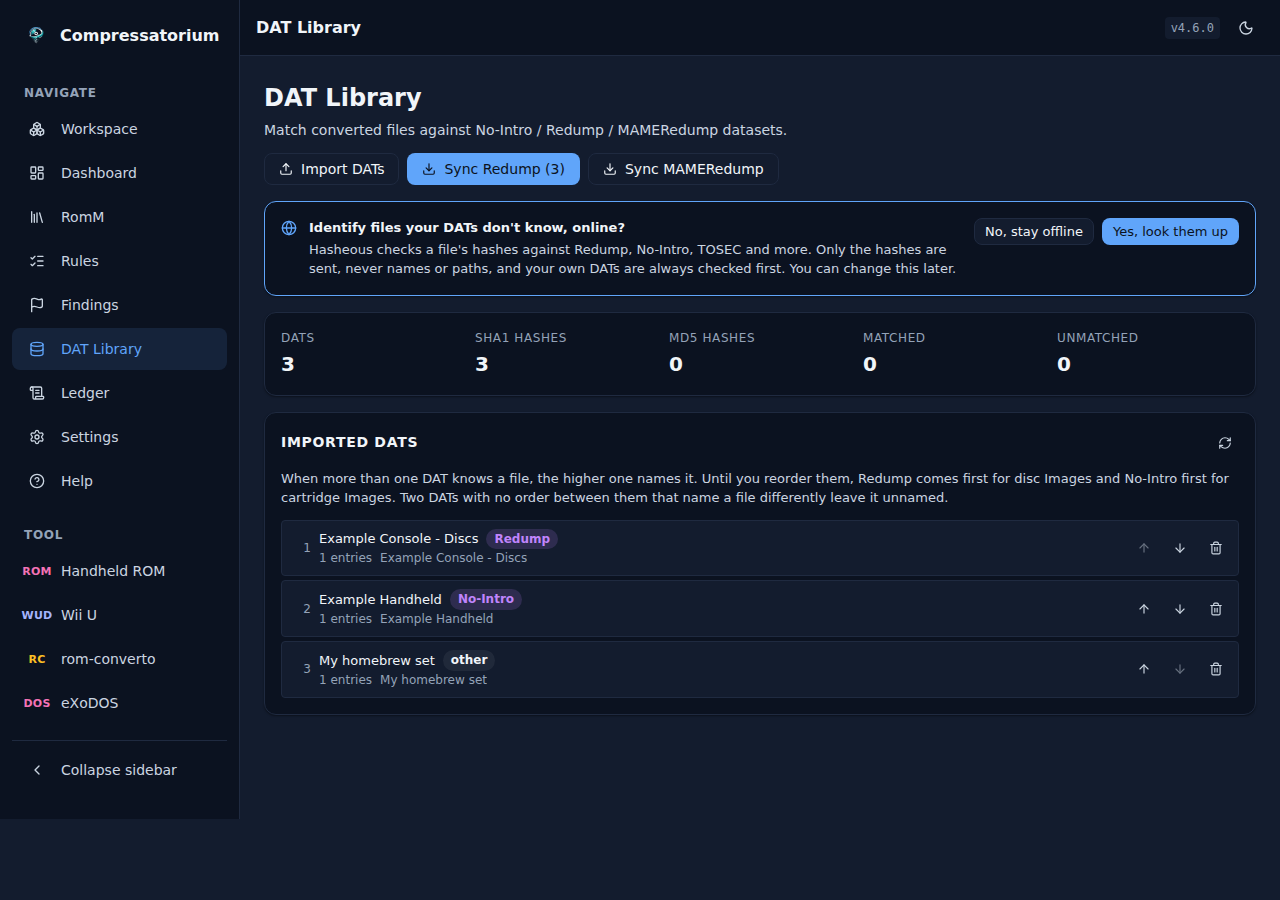 Compressatorium
DAT Library
v4.6.0
NAVIGATE
Workspace
Dashboard
RomM
Rules
Findings
DAT Library
Ledger
Settings
Help
TOOL
ROM Handheld ROM
WUD Wii U
RC rom-converto
DOS eXoDOS
Collapse sidebar
DAT Library
Match converted files against No-Intro / Redump / MAMERedump datasets.
Import DATs
Sync Redump (3)
Sync MAMERedump
Identify files your DATs don't know, online?
Hasheous checks a file's hashes against Redump, No-Intro, TOSEC and more. Only the hashes are
sent, never names or paths, and your own DATs are always checked first. You can change this later.
No, stay offline
Yes, look them up
DATS
3
SHA1 HASHES
3
MD5 HASHES
0
MATCHED
0
UNMATCHED
0
IMPORTED DATS
When more than one DAT knows a file, the higher one names it. Until you reorder them, Redump comes first for disc Images and No-Intro first for
cartridge Images. Two DATs with no order between them that name a file differently leave it unnamed.
1
Example Console - Discs Redump
1 entries Example Console - Discs
2
Example Handheld No-Intro
1 entries Example Handheld
3
My homebrew set other
1 entries My homebrew set